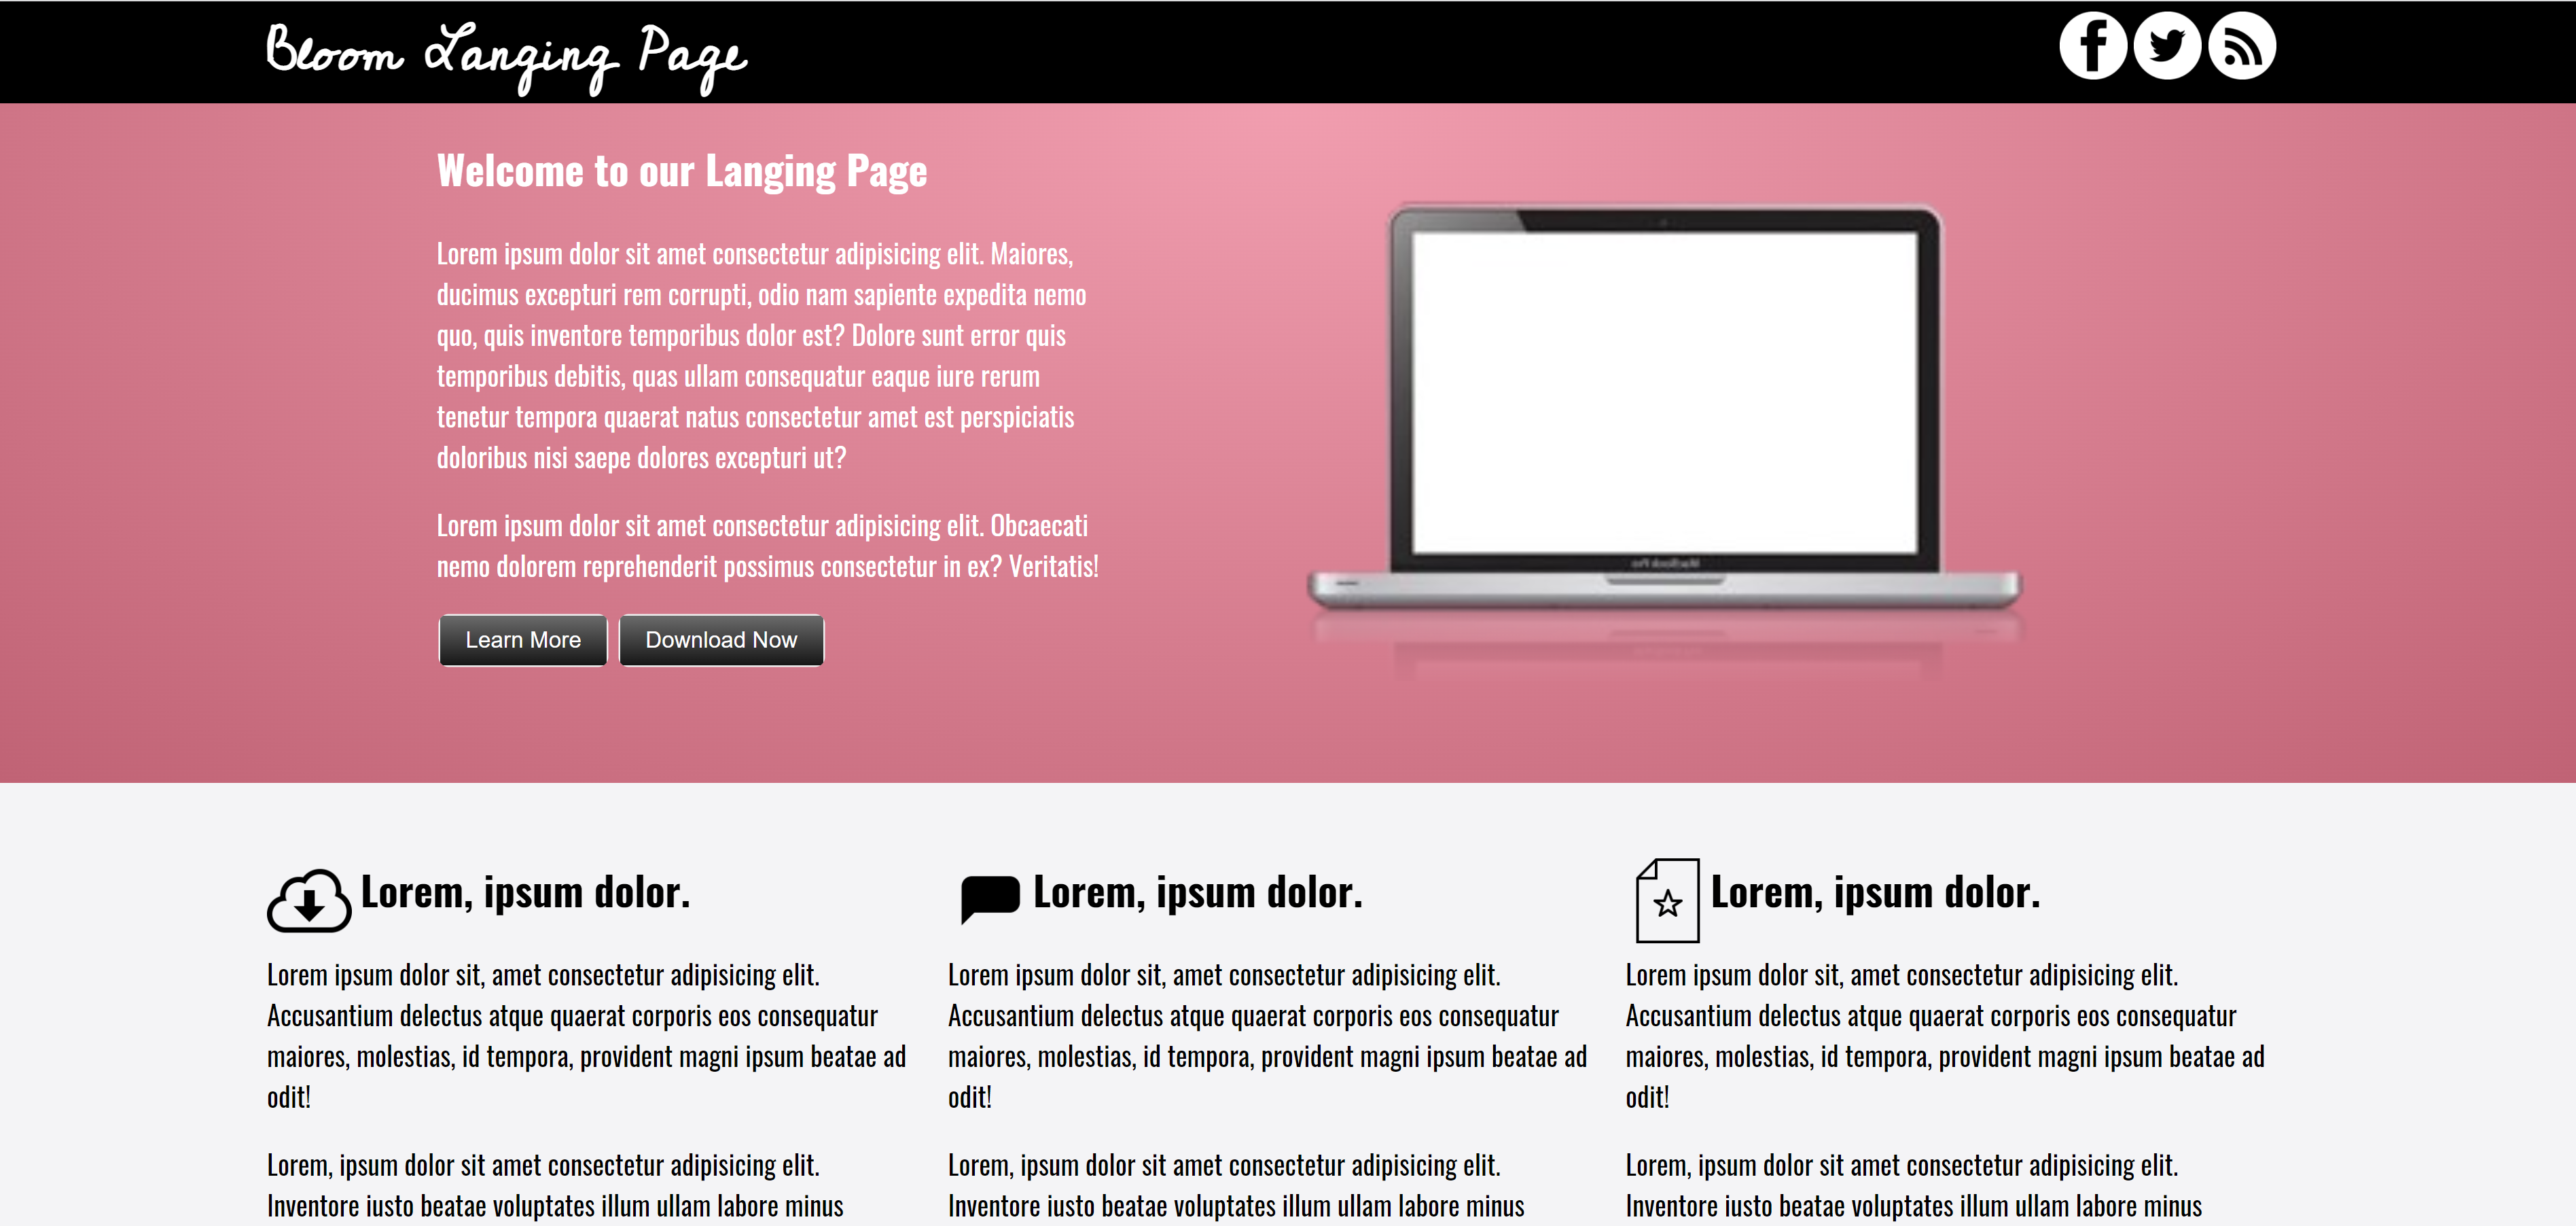 Bloom Langing Page
Welcome to our Langing Page
Lorem ipsum dolor sit amet consectetur adipisicing elit. Maiores,
ducimus excepturi rem corrupti, odio nam sapiente expedita nemo
quo, quis inventore temporibus dolor est? Dolore sunt error quis
temporibus debitis, quas ullam consequatur eaque iure rerum
tenetur tempora quaerat natus consectetur amet est perspiciatis
doloribus nisi saepe dolores excepturi ut?
Lorem ipsum dolor sit amet consectetur adipisicing elit. Obcaecati
nemo dolorem reprehenderit possimus consectetur in ex? Veritatis!
Learn More
Download Now
Lorem, ipsum dolor.
Lorem ipsum dolor sit, amet consectetur adipisicing elit.
Accusantium delectus atque quaerat corporis eos consequatur
maiores, molestias, id tempora, provident magni ipsum beatae ad
odit!
Lorem, ipsum dolor sit amet consectetur adipisicing elit.
Inventore iusto beatae voluptates illum ullam labore minus
Lorem, ipsum dolor.
Lorem ipsum dolor sit, amet consectetur adipisicing elit.
Accusantium delectus atque quaerat corporis eos consequatur
maiores, molestias, id tempora, provident magni ipsum beatae ad
odit!
Lorem, ipsum dolor sit amet consectetur adipisicing elit.
Inventore iusto beatae voluptates illum ullam labore minus
Lorem, ipsum dolor.
Lorem ipsum dolor sit, amet consectetur adipisicing elit.
Accusantium delectus atque quaerat corporis eos consequatur
maiores, molestias, id tempora, provident magni ipsum beatae ad
odit!
Lorem, ipsum dolor sit amet consectetur adipisicing elit.
Inventore iusto beatae voluptates illum ullam labore minus